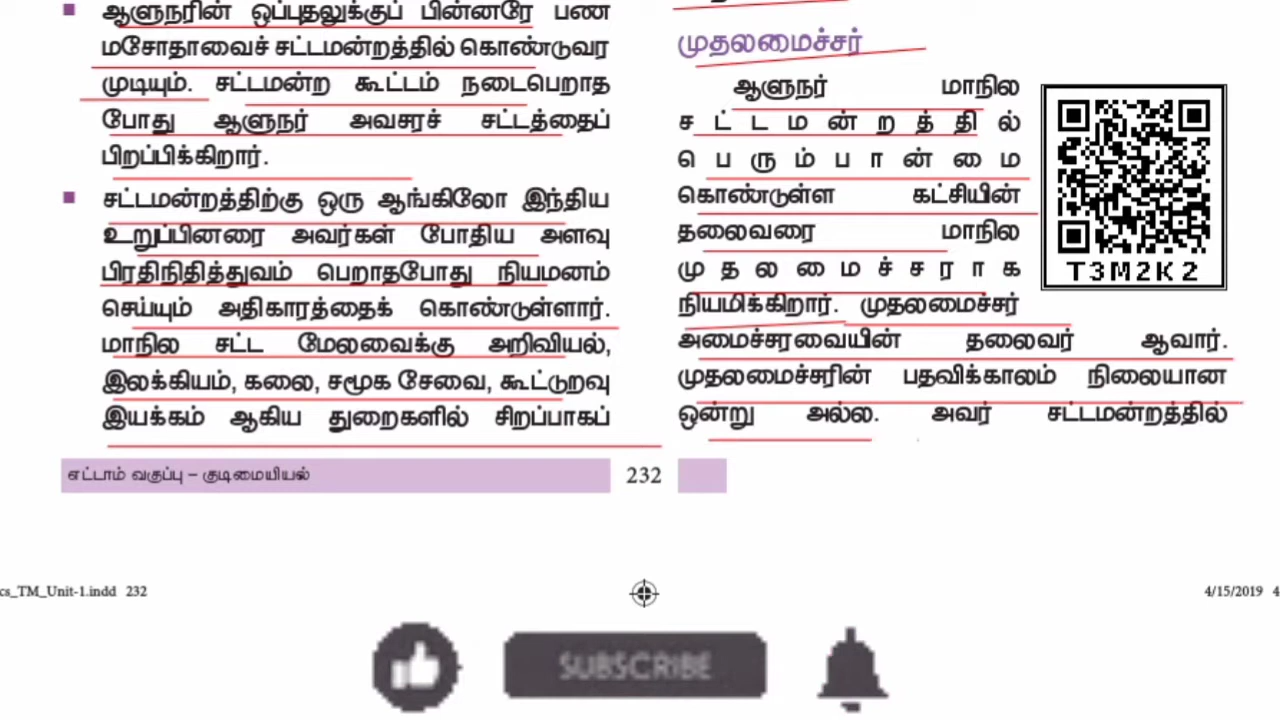 ஆளுநரின் ஒப்புதலுக்குப் பின்னரே பண
மசோதாவைச் சட்டமன்றத்தில் கொண்டுவர
முடியும். சட்டமன்ற கூட்டம் நடைபெறாத
போது ஆளுநர் அவசரச் சட்டத்தைப்
பிறப்பிக்கிறார்.
சட்டமன்றத்திற்கு ஒரு ஆங்கிலோ இந்திய
உறுப்பினரை அவர்கள் போதிய அளவு
பிரதிநிதித்துவம் பெறாதபோது நியமனம்
செய்யும் அதிகாரத்தைக் கொண்டுள்ளார்.
மாநில சட்ட மேலவைக்கு அறிவியல்,
இலக்கியம், கலை, சமூக சேவை, கூட்டுறவு
இயக்கம் ஆகிய துறைகளில் சிறப்பாகப்
முதலமைச்சர்
ஆளுநர் மாநில
சட்டமன்றத்தில்
பெரும்பான்மை
கொண்டுள்ள கட்சியின்
தலைவரை மாநில
முதலமைச்சராக
நியமிக்கிறார். முதலமைச்சர்
அமைச்சரவையின் தலைவர் ஆவார்.
முதலமைச்சரின் பதவிக்காலம் நிலையான
ஒன்று அல்ல. அவர் சட்டமன்றத்தில்
T3M2K2
எட்டாம் வகுப்பு – குடிமையியல் 232
cs_TM_Unit-1.indd 232 4/15/2019 4
SUBSCRIBE